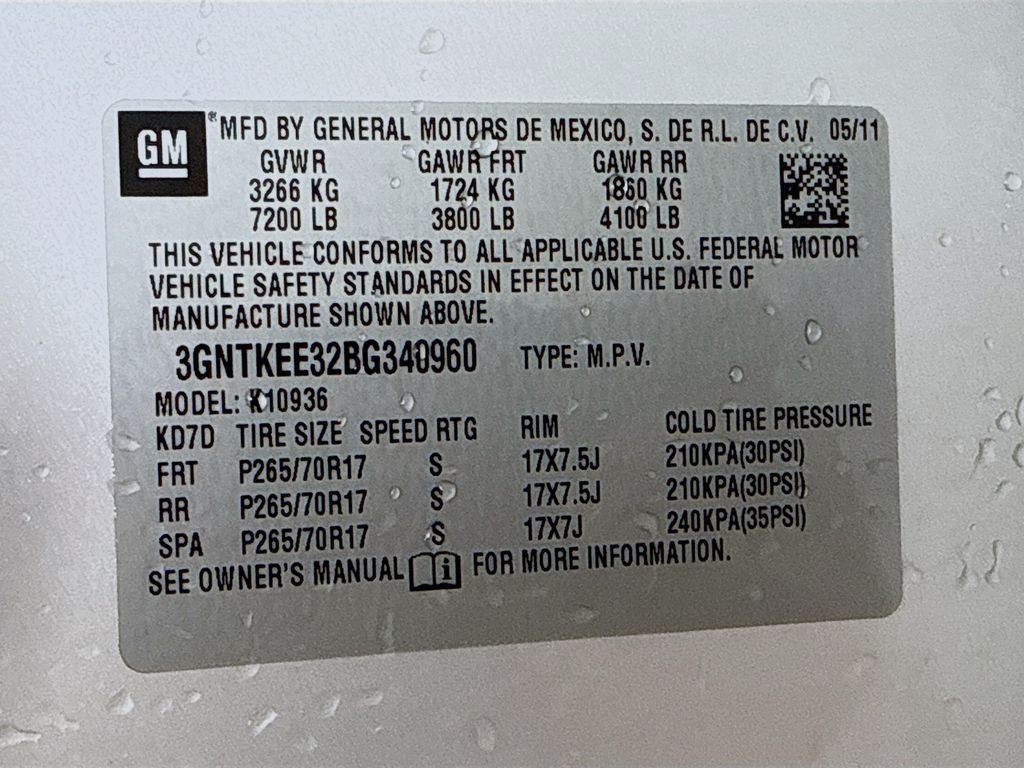 GM
®MFD BY GENERAL MOTORS DE MEXICO, S. DE R.L. DE C.V. 05/11
GVWR GAWR FRT GAWR RR
3266 KG 1724 KG 1860 KG
7200 LB 3800 LB 4100 LB
THIS VEHICLE CONFORMS TO ALL APPLICABLE U.S. FEDERAL MOTOR
VEHICLE SAFETY STANDARDS IN EFFECT ON THE DATE OF
MANUFACTURE SHOWN ABOVE.
3GNTKEE32BG340960 TYPE: M.P.V.
MODEL: K10936
KD7D TIRE SIZE SPEED RTG RIM COLD TIRE PRESSURE
FRT P265/70R17 S 17X7.5J 210KPA(30PSI)
RR P265/70R17 S 17X7.5J 210KPA(30PSI)
SPA P265/70R17 S 17X7J 240KPA(35PSI)
SEE OWNER'S MANUAL i FOR MORE INFORMATION.